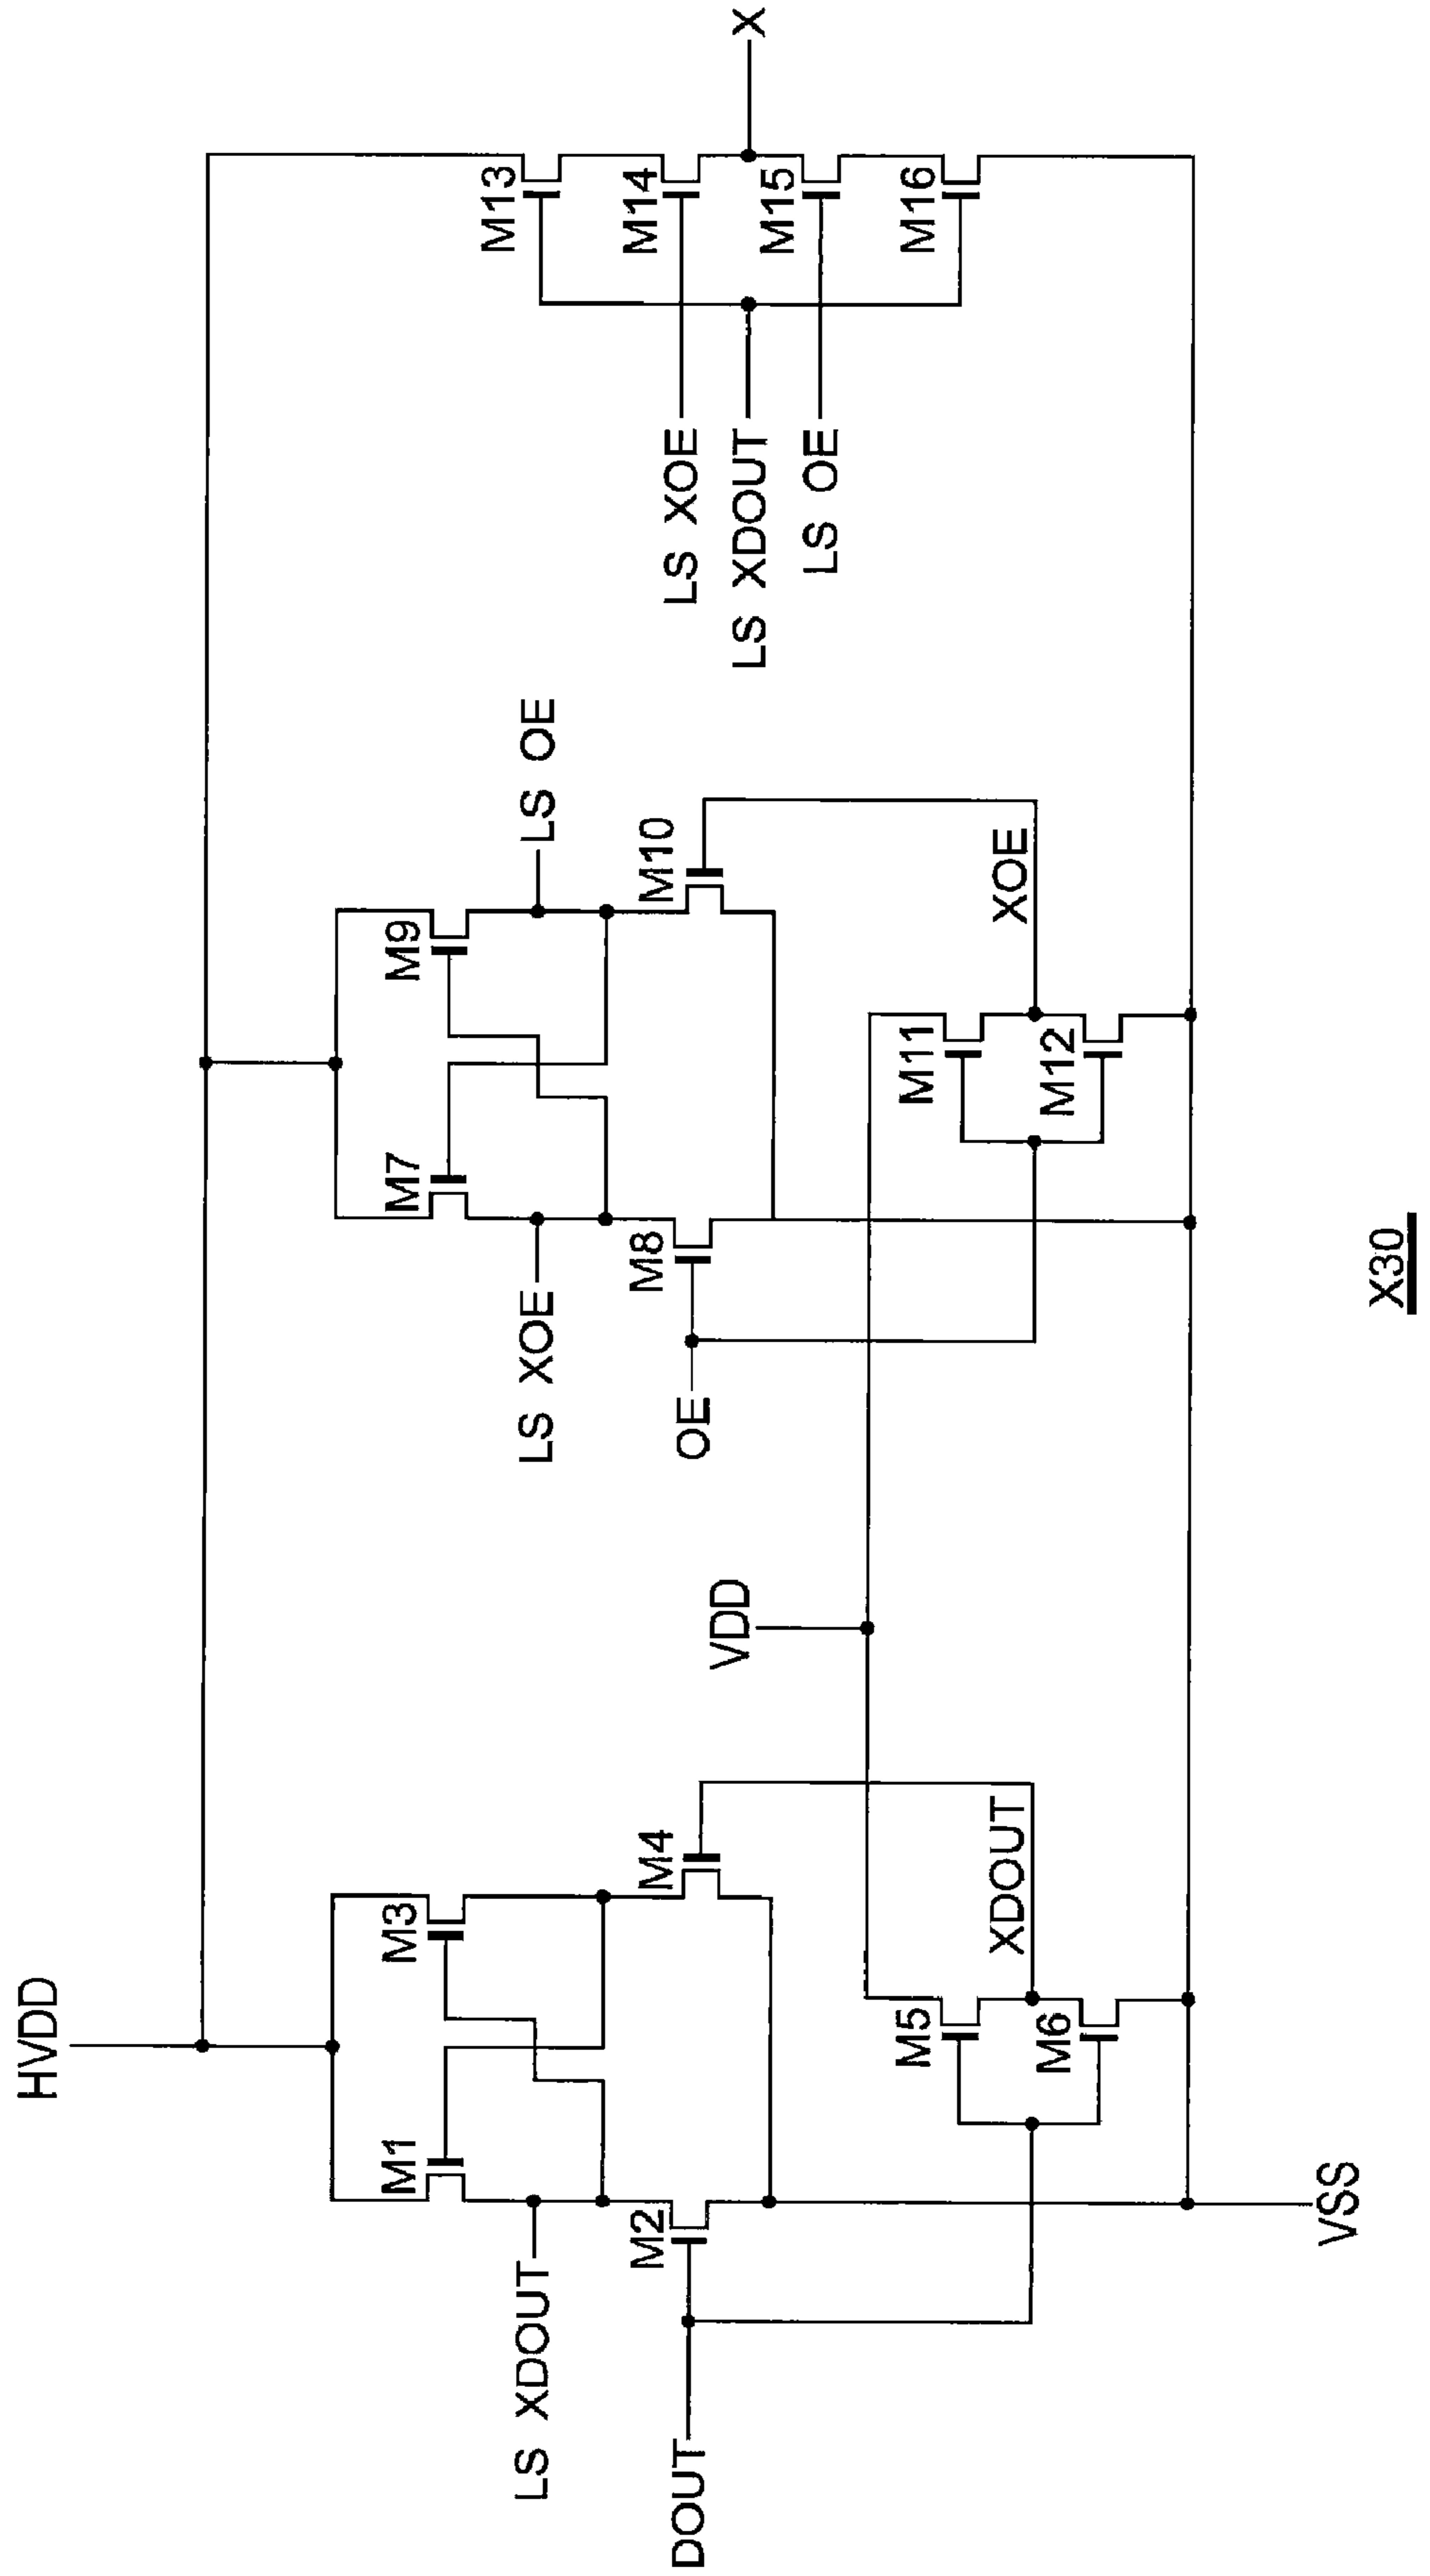 HVDD
M1
M3
LS XDOUT
M2
M4
DOUT
M5
XDOUT
M6
VSS
VDD
M7
M9
LS XOE
LS OE
M8
M10
OE
M11
XOE
M12
M13
M14
LS XOE
LS XDOUT
X
M15
LS OE
M16
X30